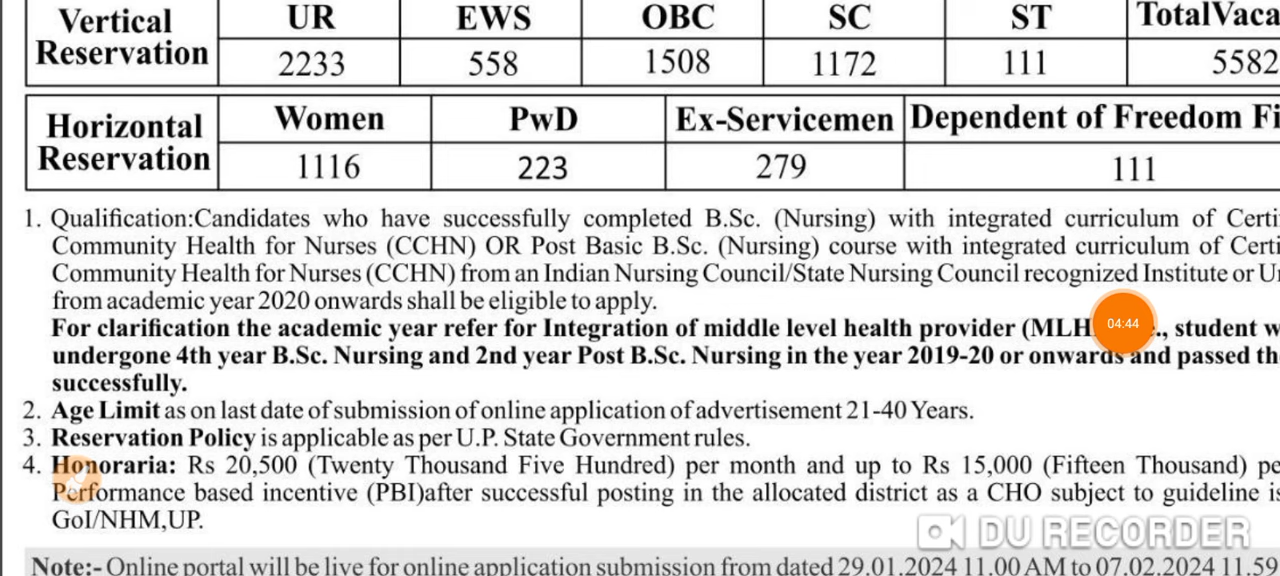 Vertical Reservation UR EWS OBC SC ST TotalVaca
2233 558 1508 1172 111 5582
Horizontal Reservation Women PwD Ex-Servicemen Dependent of Freedom Fi
1116 223 279 111
1. Qualification:Candidates who have successfully completed B.Sc. (Nursing) with integrated curriculum of Certi
Community Health for Nurses (CCHN) OR Post Basic B.Sc. (Nursing) course with integrated curriculum of Certi
Community Health for Nurses (CCHN) from an Indian Nursing Council/State Nursing Council recognized Institute or Un
from academic year 2020 onwards shall be eligible to apply.
For clarification the academic year refer for Integration of middle level health provider (MLH 04:44 ., student w
undergone 4th year B.Sc. Nursing and 2nd year Post B.Sc. Nursing in the year 2019-20 or onwards and passed th
successfully.
2. Age Limit as on last date of submission of online application of advertisement 21-40 Years.
3. Reservation Policy is applicable as per U.P. State Government rules.
4. Honoraria: Rs 20,500 (Twenty Thousand Five Hundred) per month and up to Rs 15,000 (Fifteen Thousand) pe
Performance based incentive (PBI)after successful posting in the allocated district as a CHO subject to guideline is
GoI/NHM,UP.
DU RECORDER
Note:- Online portal will be live for online application submission from dated 29.01.2024 11.00 AM to 07.02.2024 11.59